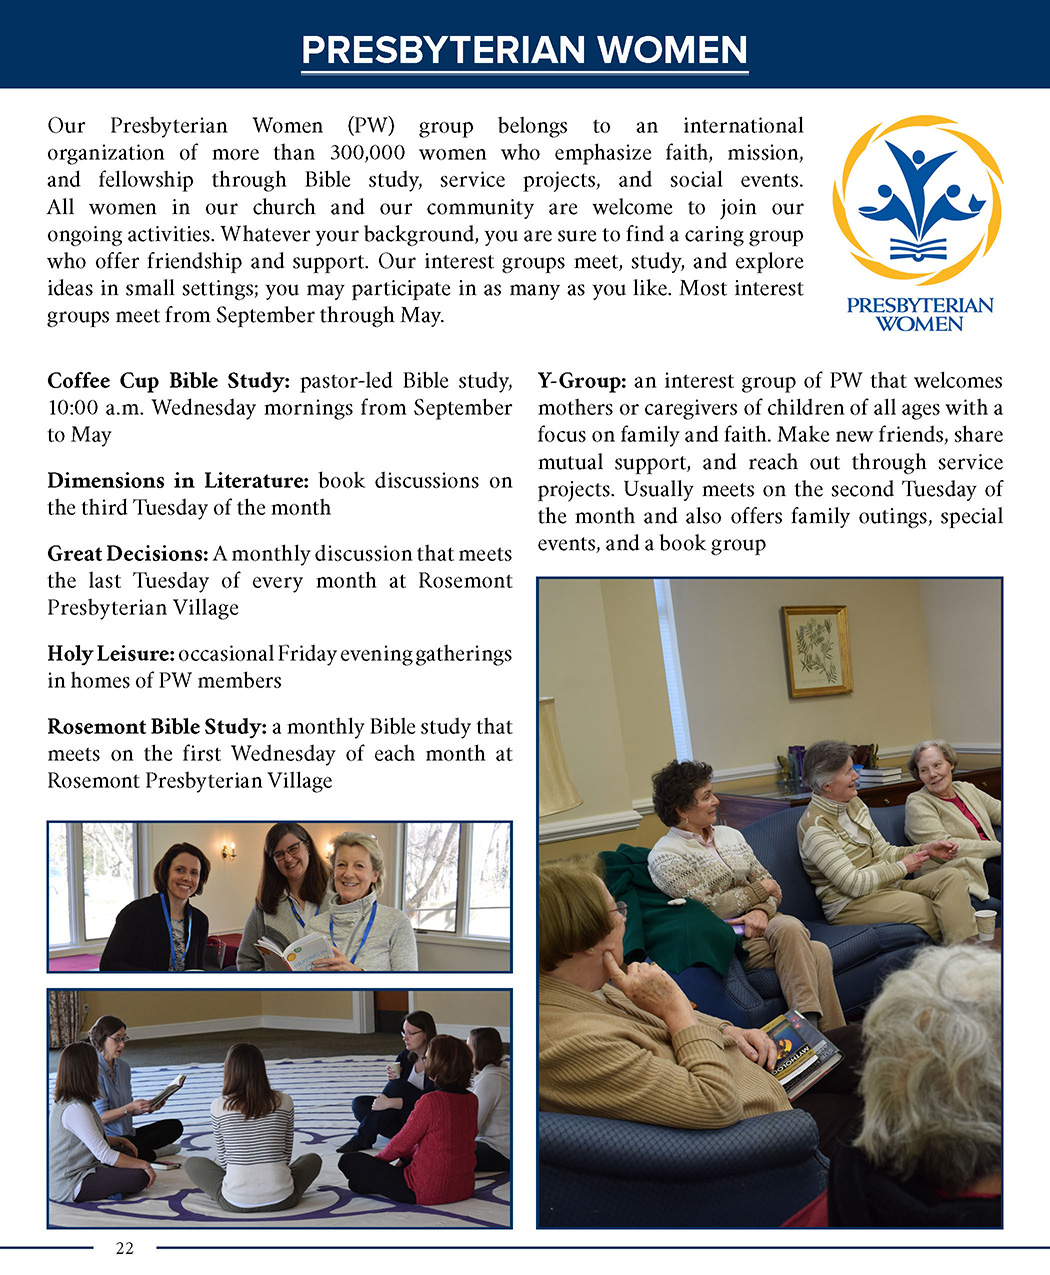 PRESBYTERIAN WOMEN
Our Presbyterian Women (PW) group belongs to an international
organization of more than 300,000 women who emphasize faith, mission,
and fellowship through Bible study, service projects, and social events.
All women in our church and our community are welcome to join our
ongoing activities. Whatever your background, you are sure to find a caring group
who offer friendship and support. Our interest groups meet, study, and explore
ideas in small settings; you may participate in as many as you like. Most interest
groups meet from September through May.
PRESBYTERIAN
WOMEN
Coffee Cup Bible Study: pastor-led Bible study,
10:00 a.m. Wednesday mornings from September
to May
Dimensions in Literature: book discussions on
the third Tuesday of the month
Great Decisions: A monthly discussion that meets
the last Tuesday of every month at Rosemont
Presbyterian Village
Holy Leisure: occasional Friday evening gatherings
in homes of PW members
Rosemont Bible Study: a monthly Bible study that
meets on the first Wednesday of each month at
Rosemont Presbyterian Village
Y-Group: an interest group of PW that welcomes
mothers or caregivers of children of all ages with a
focus on family and faith. Make new friends, share
mutual support, and reach out through service
projects. Usually meets on the second Tuesday of
the month and also offers family outings, special
events, and a book group
22